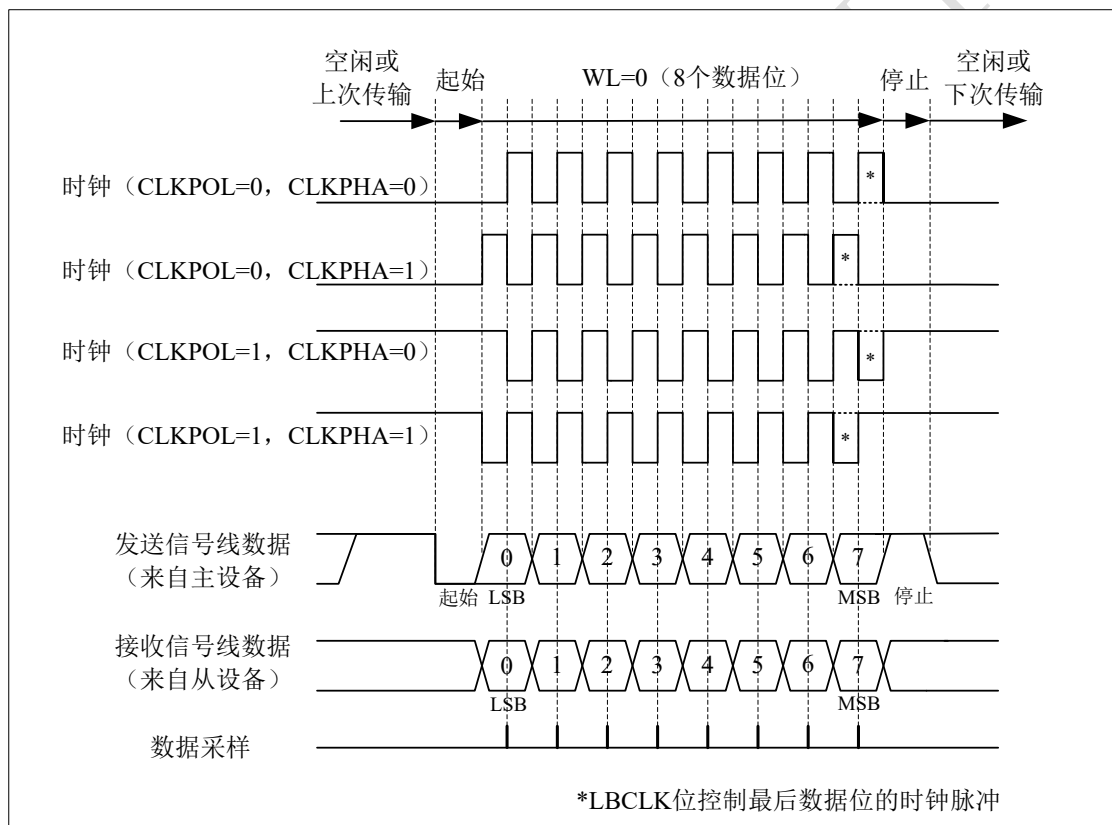 空闲或
上次传输
起始
WL=0（8个数据位）
停止
空闲或
下次传输
时钟（CLKPOL=0，CLKPHA=0）
*
时钟（CLKPOL=0，CLKPHA=1）
*
时钟（CLKPOL=1，CLKPHA=0）
*
时钟（CLKPOL=1，CLKPHA=1）
*
发送信号线数据
（来自主设备）
0 1 2 3 4 5 6 7
起始 LSB MSB 停止
接收信号线数据
（来自从设备）
0 1 2 3 4 5 6 7
LSB MSB
数据采样
*LBCLK位控制最后数据位的时钟脉冲